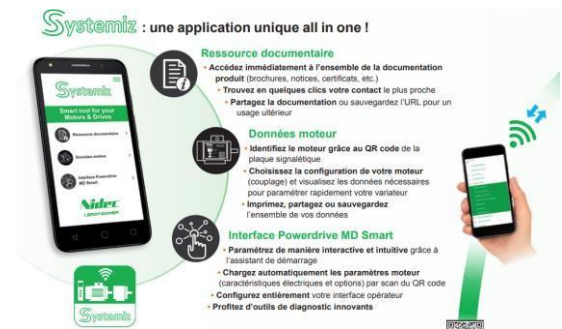 Systemiz : une application unique all in one !
Ressource documentaire
• Accédez immédiatement à l'ensemble de la documentation
produit (brochures, notices, certificats, etc.)
• Trouvez en quelques clics votre contact le plus proche
• Partagez la documentation ou sauvegardez l'URL pour un
usage ultérieur
Données moteur
• Identifiez le moteur grâce au QR code de la
plaque signalétique
• Choisissez la configuration de votre moteur
(couplage) et visualisez les données nécessaires
pour paramétrer rapidement votre variateur
• Imprimez, partagez ou sauvegardez
l'ensemble de vos données
Interface Powerdrive MD Smart
• Paramétrez de manière interactive et intuitive grâce à
l'assistant de démarrage
• Chargez automatiquement les paramètres moteur
(caractéristiques électriques et options) par scan du QR code
• Configurez entièrement votre interface opérateur
• Profitez d'outils de diagnostic innovants
Systemiz
Smart tool for your
Motors & Drives
Ressource documentaire
Données moteur
Interface Powerdrive
MD Smart
Nidec
LEROY-SOMER
Systemiz